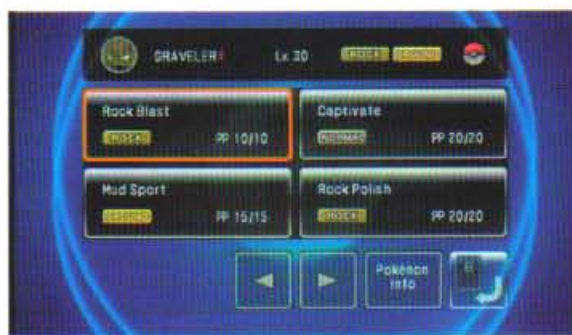 GRAVELER♀ Lv. 30 ROCK GROUND
Rock Blast
ROCK PP 10/10
Captivate
NORMAL PP 20/20
Mud Sport
GROUND PP 15/15
Rock Polish
ROCK PP 20/20
Pokémon
info